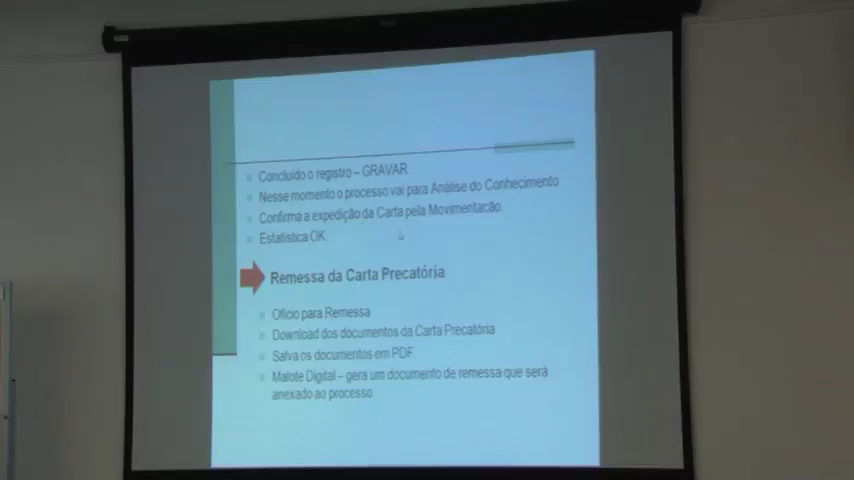 Concluído o registro – GRAVAR.
Nesse momento o processo vai para Análise do Conhecimento
Confirma a expedição da Carta pela Movimentacão.
Estatística OK.
Remessa da Carta Precatória
Ofício para Remessa
Download dos documentos da Carta Precatória
Salva os documentos em PDF
Malote Digital – gera um documento de remessa que será
anexado ao processo.